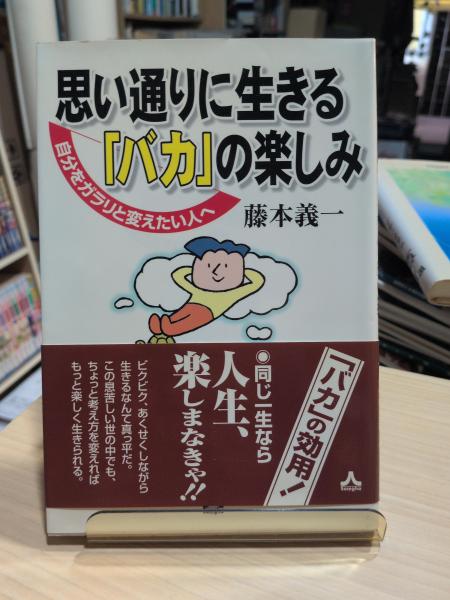 思い通りに生きる
「バカ」の楽しみ
自分をガラリと変えたい人へ
藤本義一
「バカ」の効用!
●同じ一生なら
人生、
楽しまなきゃ!!
ビクビク、あくせくしながら
生きるなんて真っ平だ。
この息苦しい世の中でも、
ちょっと考え方を変えれば
もっと楽しく生きられる。